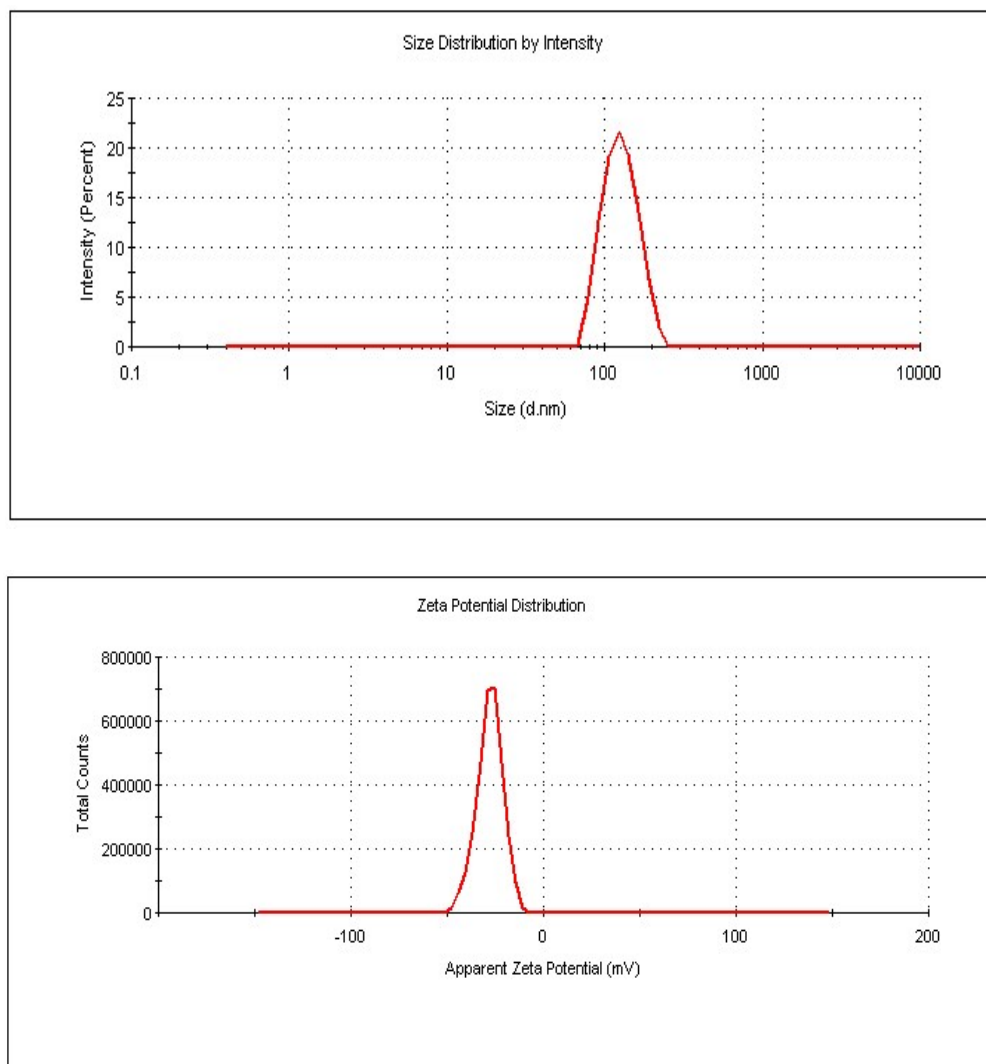 Size Distribution by Intensity
25
20
15
10
5
0
Intensity (Percent)
0.1 1 10 100 1000 10000
Size (d.nm)
Zeta Potential Distribution
800000
600000
400000
200000
0
Total Counts
-100 0 100 200
Apparent Zeta Potential (mV)